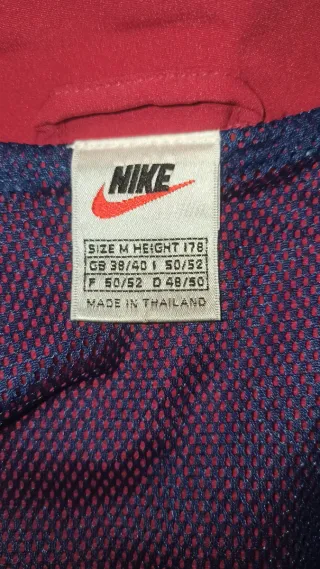 NIKE
SIZE M HEIGHT 178
GB 38/40 I 50/52
F 50/52 D 48/50
MADE IN THAILAND